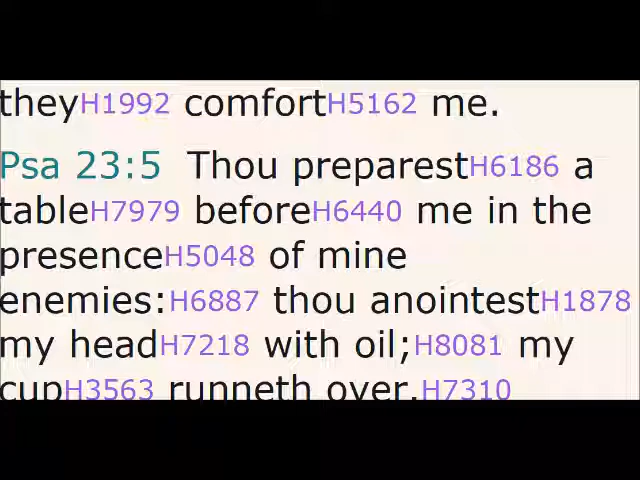 theyH1992 comfortH5162 me.
Psa 23:5 Thou preparestH6186 a
tableH7979 beforeH6440 me in the
presenceH5048 of mine
enemies:H6887 thou anointestH1878
my headH7218 with oil;H8081 my
cupH3563 runneth over.H7310